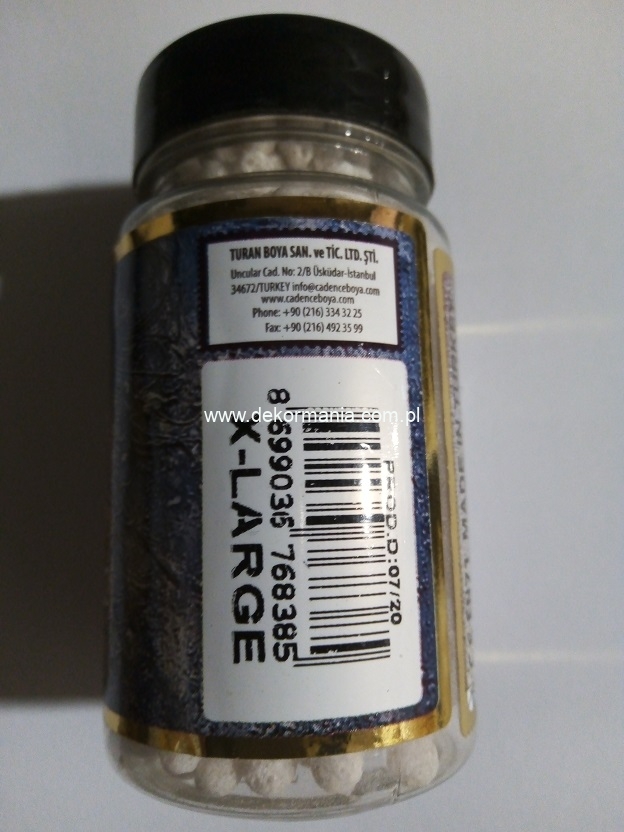 TURAN BOYA SAN. ve TİC. LTD. ŞTİ.
Uncular Cad. No: 2/B Üsküdar-İstanbul
34672/TURKEY info@cadenceboya.com
www.cadenceboya.com
Phone: +90 (216) 334 32 25
Fax: +90 (216) 492 35 99
www.dekormania.com.pl
PROD.D:07/20
8 699036 768385
X-LARGE
MADE IN